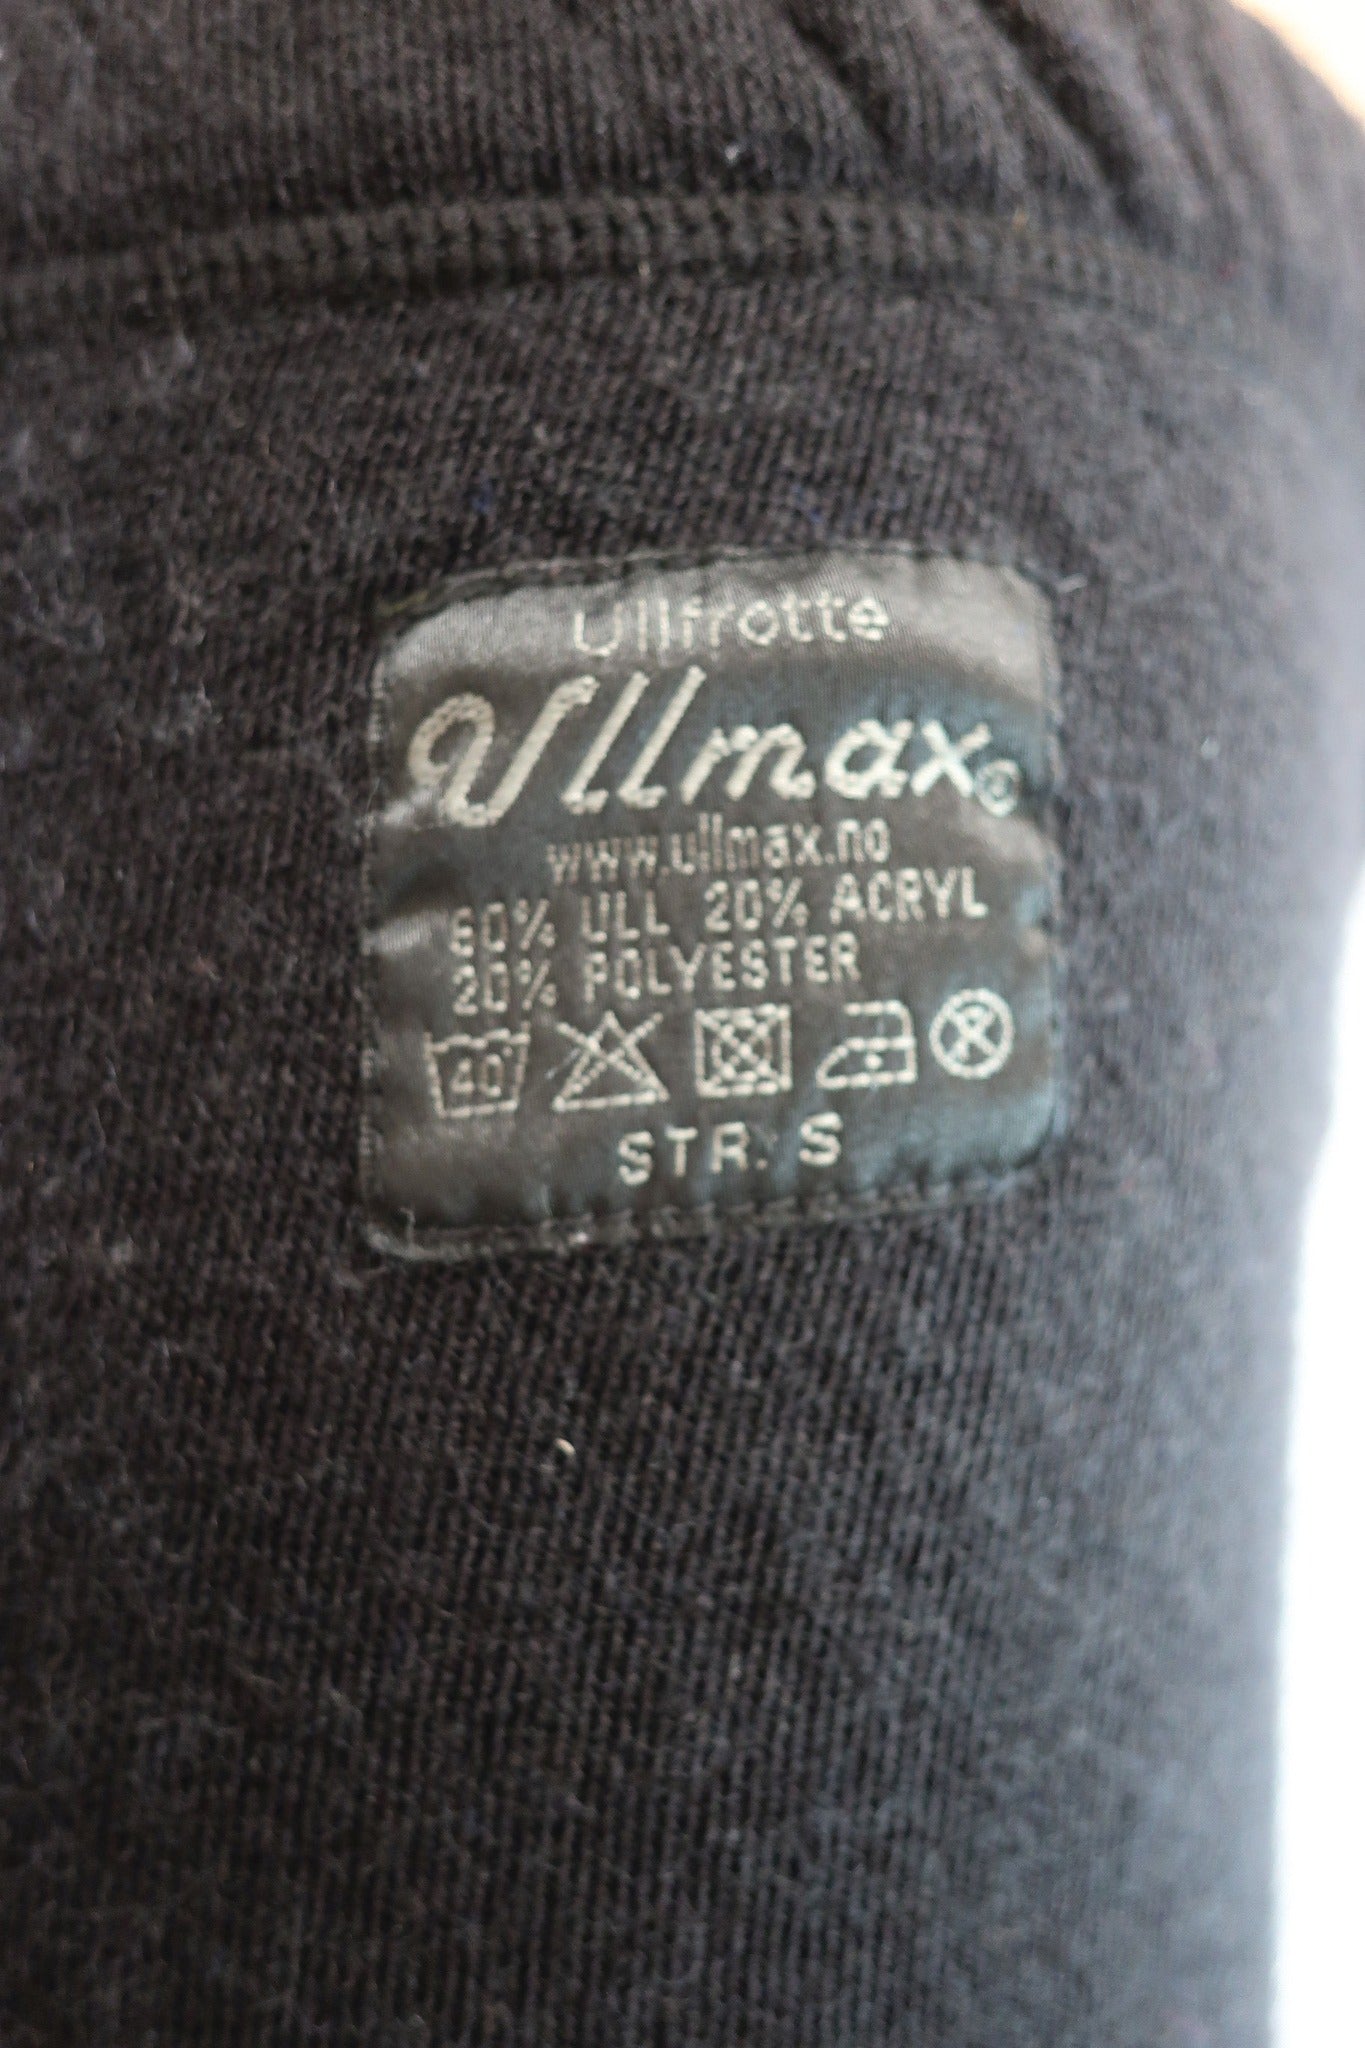 Ullfrotte
Ullmax®
www.ullmax.no
60% ULL 20% ACRYL
20% POLYESTER
40°
STR. S